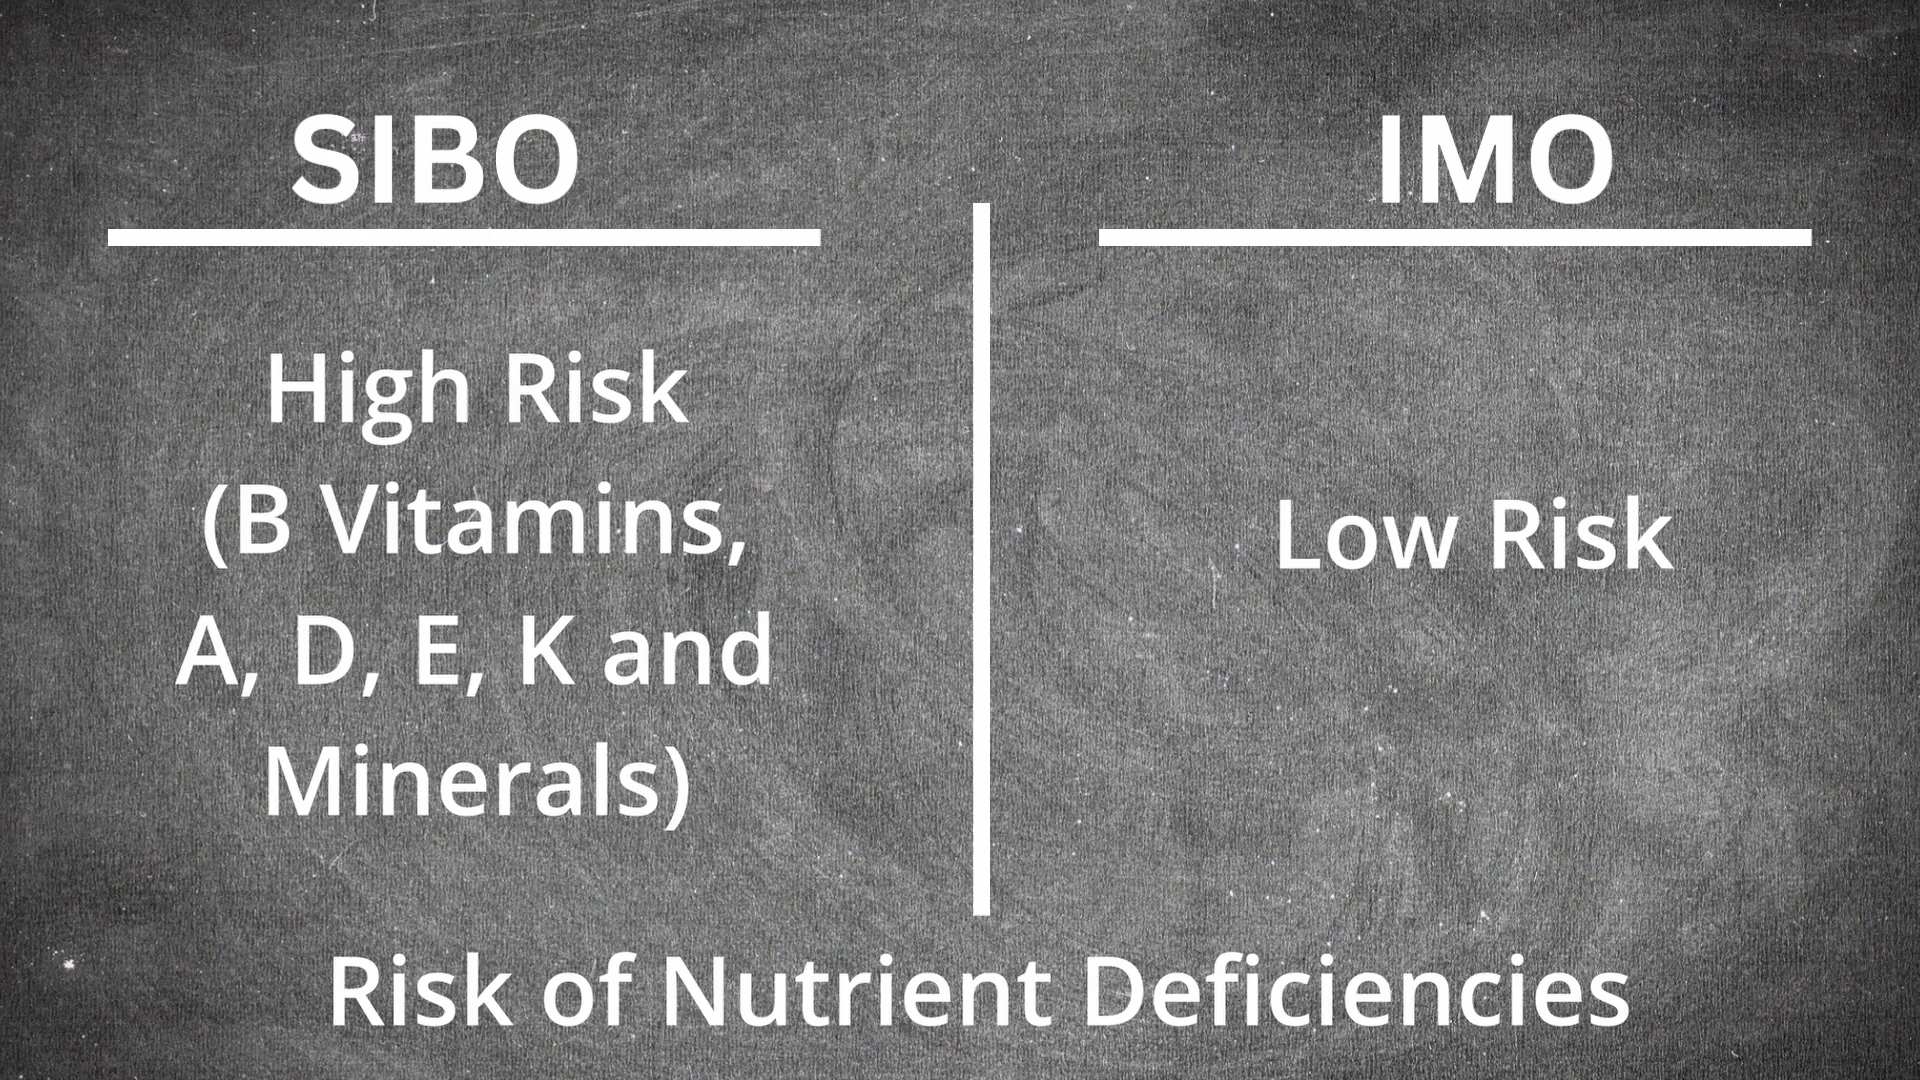 SIBO
High Risk
(B Vitamins,
A, D, E, K and
Minerals)
IMO
Low Risk
Risk of Nutrient Deficiencies